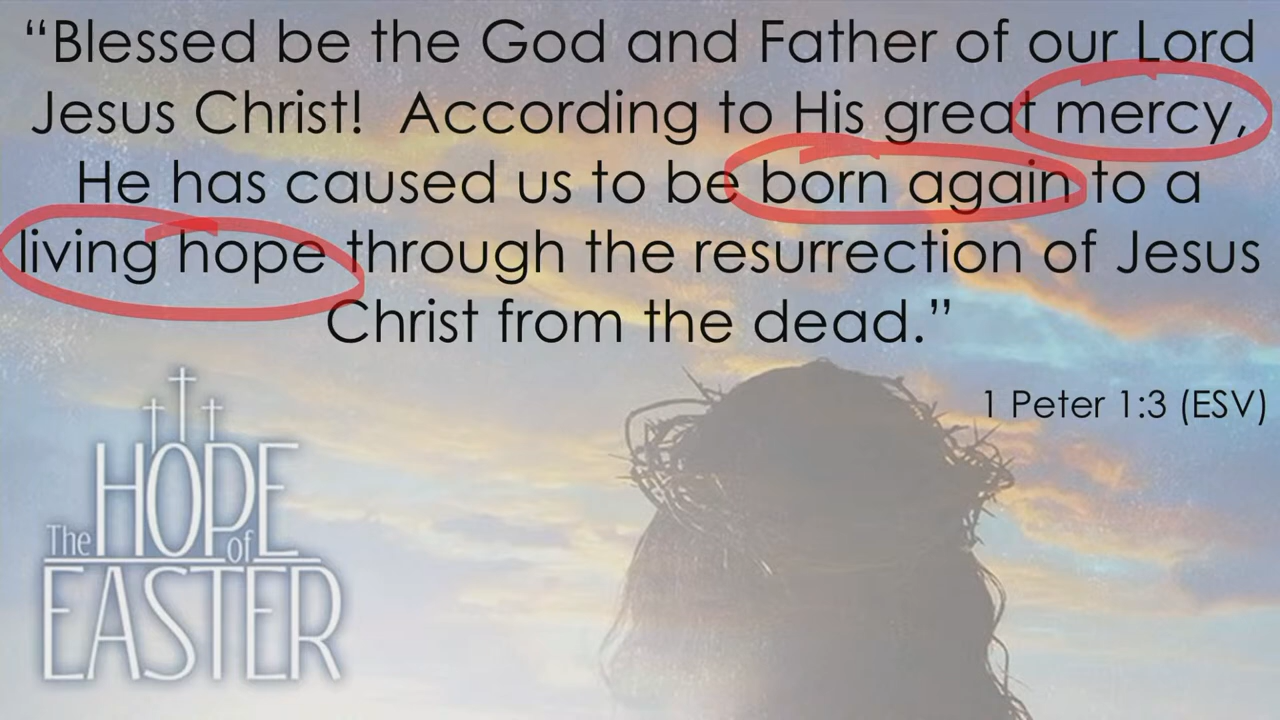 “Blessed be the God and Father of our Lord
Jesus Christ!  According to His great mercy,
He has caused us to be born again to a
living hope through the resurrection of Jesus
Christ from the dead.”
1 Peter 1:3 (ESV)
The HOPE of
EASTER